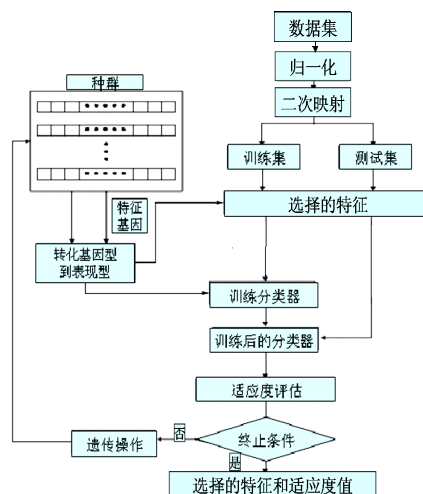 数据集
归一化
二次映射
种群
训练集
测试集
选择的特征
特征
基因
转化基因型
到表现型
训练分类器
训练后的分类器
适应度评估
终止条件
否
遗传操作
是
选择的特征和适应度值